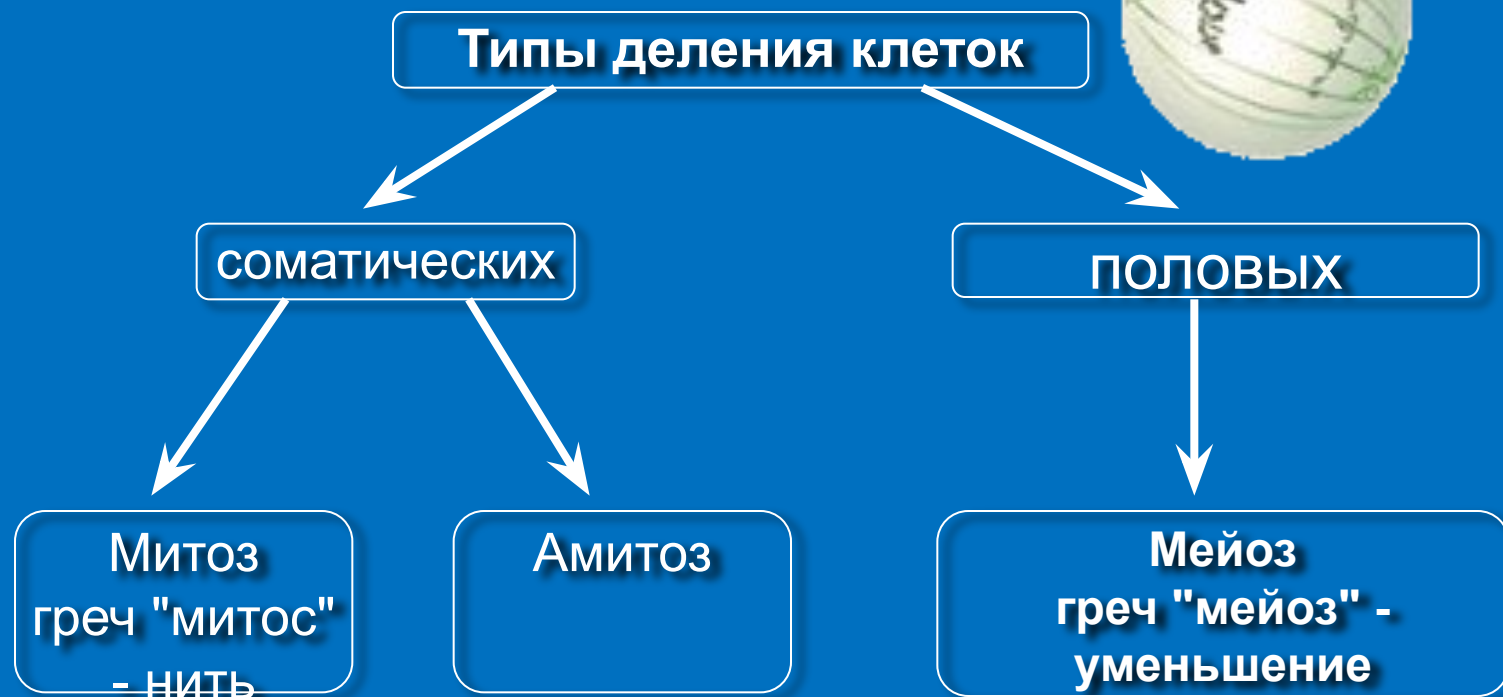 Типы деления клеток
соматических
половых
Митоз
греч "митос"
- нить
Амитоз
Мейоз
греч "мейоз" -
уменьшение